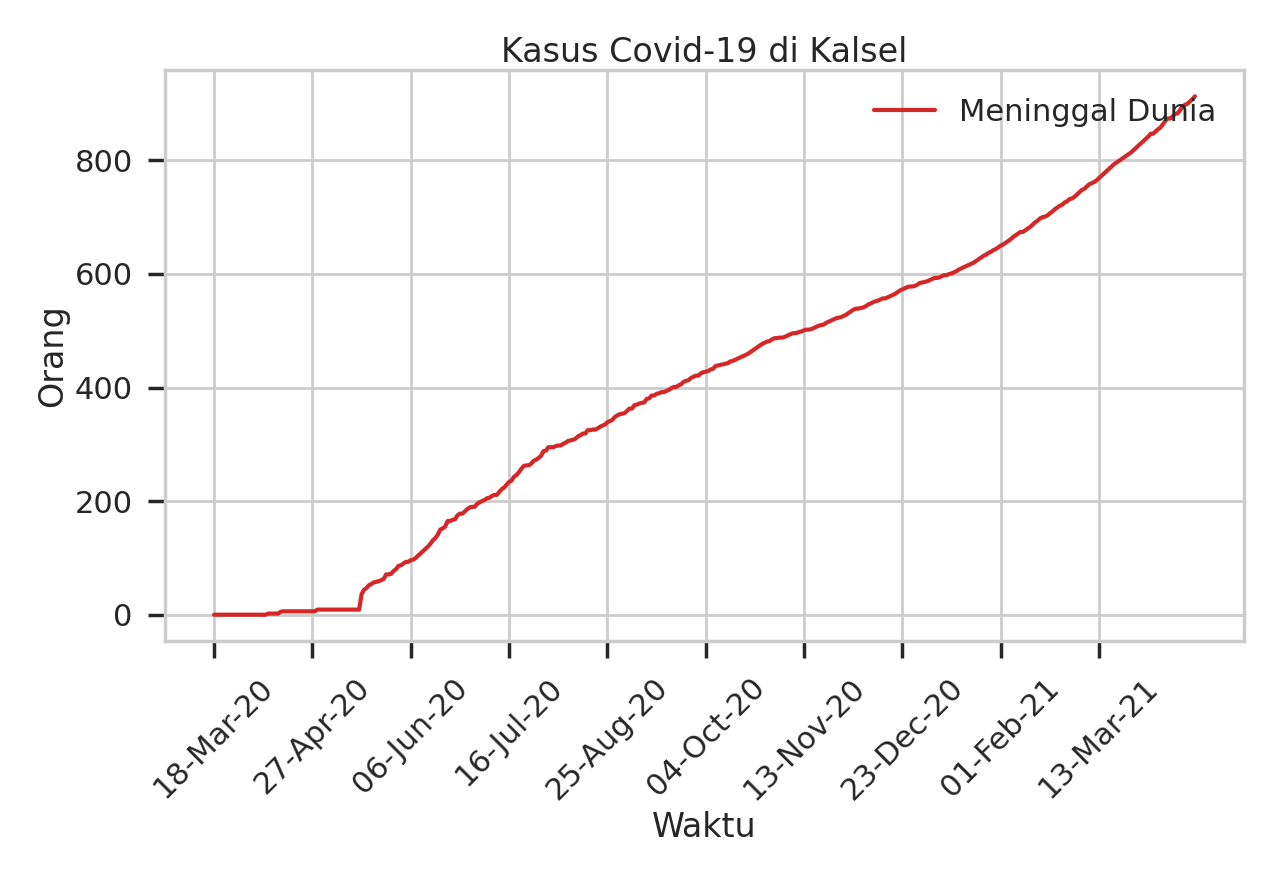 Kasus Covid-19 di Kalsel
Meninggal Dunia
Orang
800
600
400
200
0
18-Mar-20
27-Apr-20
06-Jun-20
16-Jul-20
25-Aug-20
04-Oct-20
13-Nov-20
23-Dec-20
01-Feb-21
13-Mar-21
Waktu